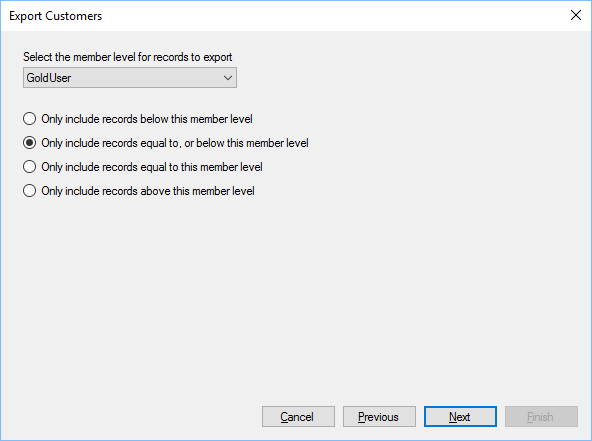 Export Customers
Select the member level for records to export
GoldUser
Only include records below this member level
Only include records equal to, or below this member level
Only include records equal to this member level
Only include records above this member level
Cancel Previous Next Finish